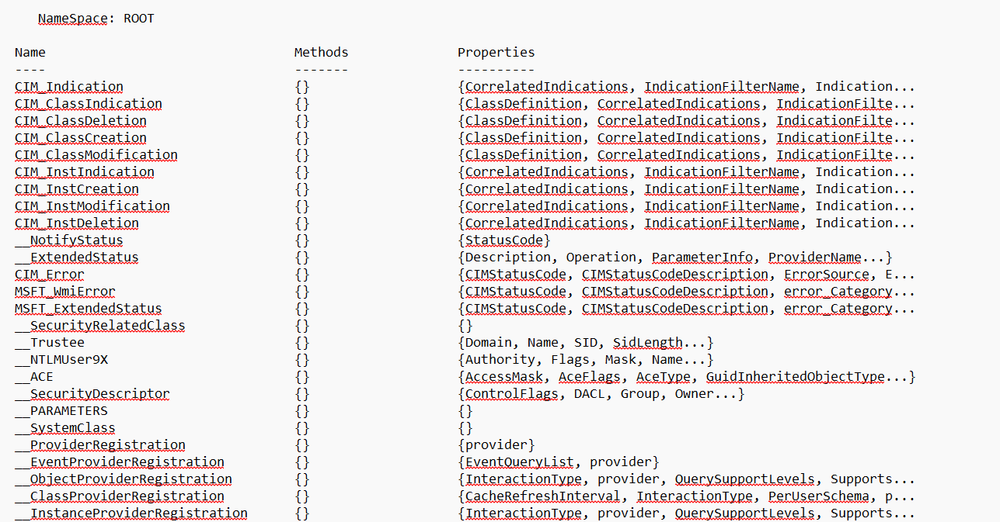 NameSpace: ROOT
Name Methods Properties
---- ------- ----------
CIM_Indication {} {CorrelatedIndications, IndicationFilterName, Indication...
CIM_ClassIndication {} {ClassDefinition, CorrelatedIndications, IndicationFilte...
CIM_ClassDeletion {} {ClassDefinition, CorrelatedIndications, IndicationFilte...
CIM_ClassCreation {} {ClassDefinition, CorrelatedIndications, IndicationFilte...
CIM_ClassModification {} {ClassDefinition, CorrelatedIndications, IndicationFilte...
CIM_InstIndication {} {CorrelatedIndications, IndicationFilterName, Indication...
CIM_InstCreation {} {CorrelatedIndications, IndicationFilterName, Indication...
CIM_InstModification {} {CorrelatedIndications, IndicationFilterName, Indication...
CIM_InstDeletion {} {CorrelatedIndications, IndicationFilterName, Indication...
__NotifyStatus {} {StatusCode}
__ExtendedStatus {} {Description, Operation, ParameterInfo, ProviderName...}
CIM_Error {} {CIMStatusCode, CIMStatusCodeDescription, ErrorSource, E...
MSFT_WmiError {} {CIMStatusCode, CIMStatusCodeDescription, error_Category...
MSFT_ExtendedStatus {} {CIMStatusCode, CIMStatusCodeDescription, error_Category...
__SecurityRelatedClass {} {}
__Trustee {} {Domain, Name, SID, SidLength...}
__NTLMUser9X {} {Authority, Flags, Mask, Name...}
__ACE {} {AccessMask, AceFlags, AceType, GuidInheritedObjectType...}
__SecurityDescriptor {} {ControlFlags, DACL, Group, Owner...}
__PARAMETERS {} {}
__SystemClass {} {}
__ProviderRegistration {} {provider}
__EventProviderRegistration {} {EventQueryList, provider}
__ObjectProviderRegistration {} {InteractionType, provider, QuerySupportLevels, Supports...
__ClassProviderRegistration {} {CacheRefreshInterval, InteractionType, PerUserSchema, p...
__InstanceProviderRegistration {} {InteractionType, provider, QuerySupportLevels, Supports...